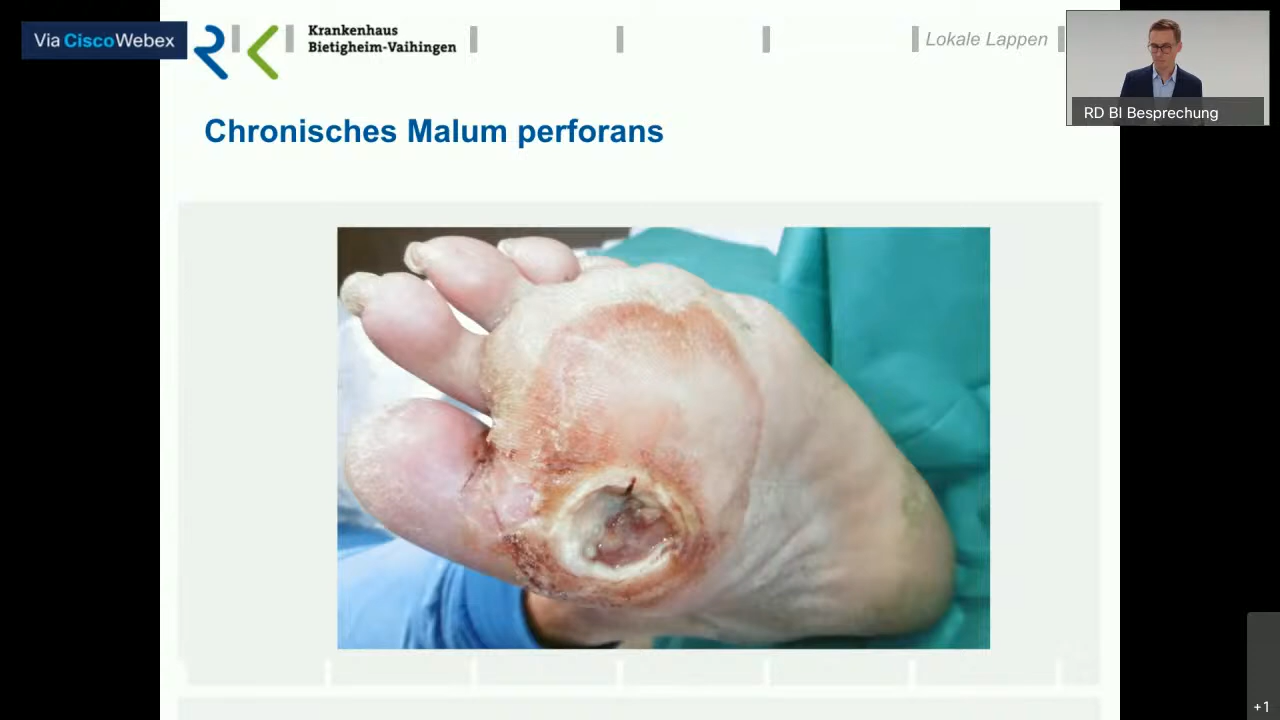 Via CiscoWebex
Krankenhaus
Bietigheim-Vaihingen
Lokale Lappen
RD BI Besprechung
Chronisches Malum perforans
+1